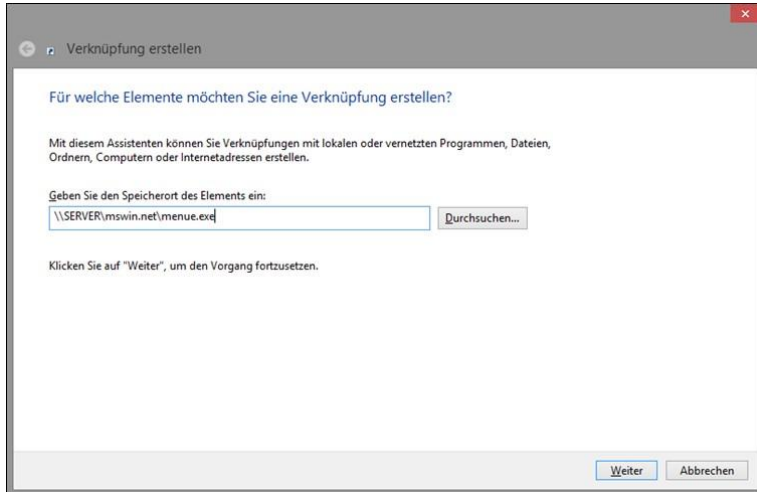 Verknüpfung erstellen
Für welche Elemente möchten Sie eine Verknüpfung erstellen?
Mit diesem Assistenten können Sie Verknüpfungen mit lokalen oder vernetzten Programmen, Dateien,
Ordnern, Computern oder Internetadressen erstellen.
Geben Sie den Speicherort des Elements ein:
\\SERVER\mswin.net\menue.exe Durchsuchen...
Klicken Sie auf "Weiter", um den Vorgang fortzusetzen.
Weiter Abbrechen